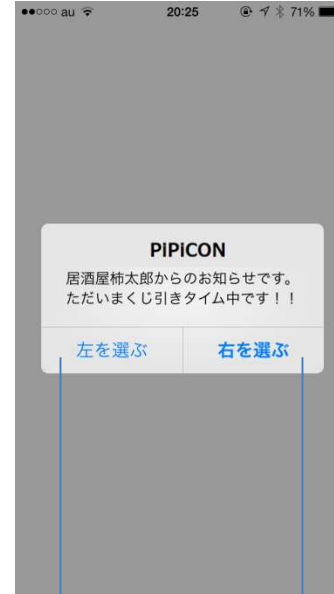 ●●○○○ au 20:25 71%
PiPiCON
居酒屋柿太郎からのお知らせです。
ただいまくじ引きタイム中です！！
左を選ぶ 右を選ぶ